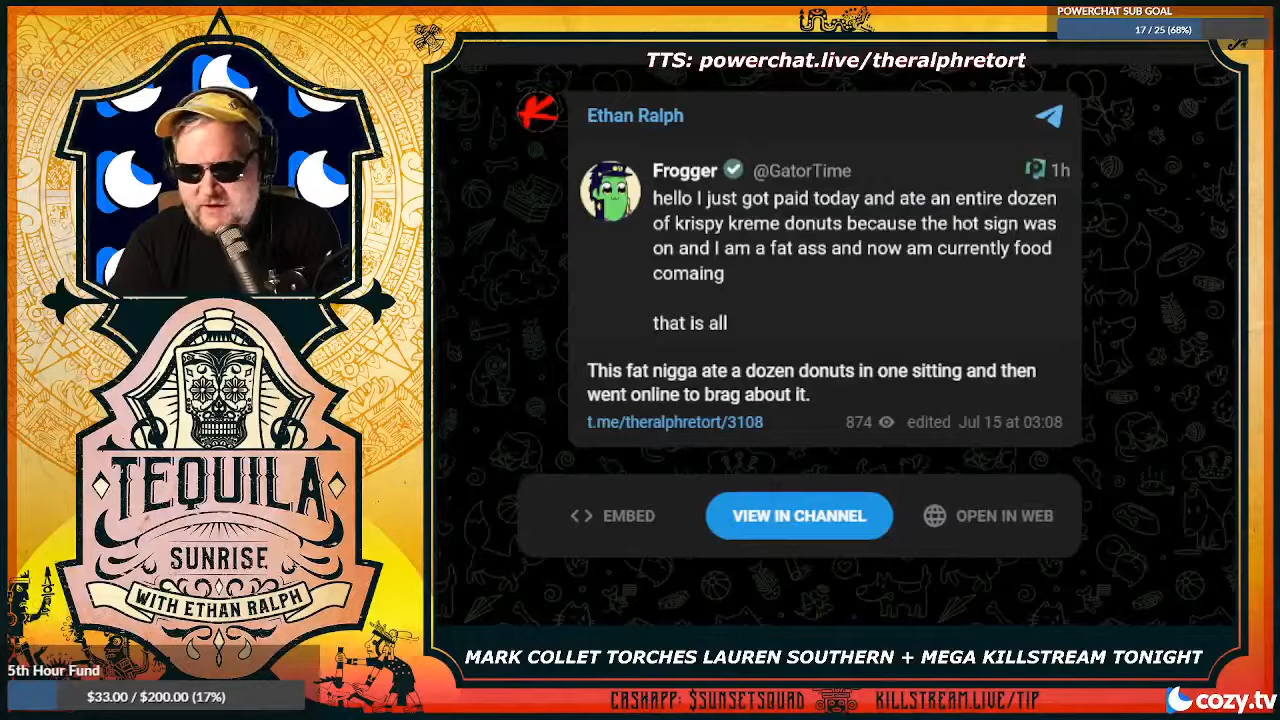 POWERCHAT SUB GOAL
17 / 25 (68%)
TTS: powerchat.live/theralphretort
Ethan Ralph
Frogger @GatorTime 1h
hello I just got paid today and ate an entire dozen
of krispy kreme donuts because the hot sign was
on and I am a fat ass and now am currently food
comaing
that is all
This fat nigga ate a dozen donuts in one sitting and then
went online to brag about it.
t.me/theralphretort/3108 874 edited Jul 15 at 03:08
<> EMBED
VIEW IN CHANNEL
OPEN IN WEB
TEQUILA
SUNRISE
WITH ETHAN RALPH
5th Hour Fund
$33.00 / $200.00 (17%)
MARK COLLET TORCHES LAUREN SOUTHERN + MEGA KILLSTREAM TONIGHT
CASHAPP: $SUNSETSQUAD KILLSTREAM.LIVE/TIP
cozy.tv